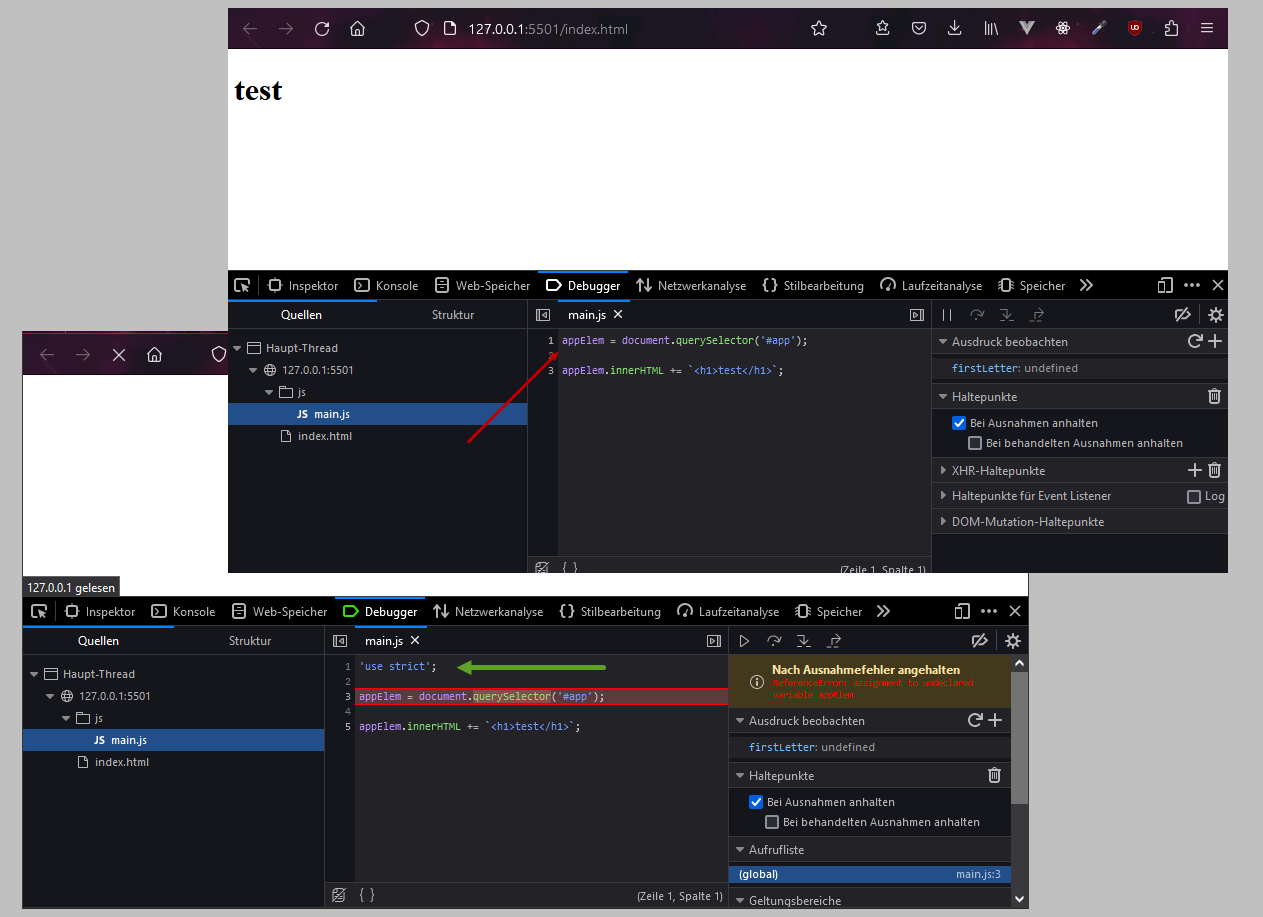 127.0.0.1:5501/index.html
test
Inspektor Konsole Web-Speicher Debugger Netzwerkanalyse Stilbearbeitung Laufzeitanalyse Speicher
Quellen Struktur
main.js
Haupt-Thread
127.0.0.1:5501
js
JS main.js
index.html
1 appElem = document.querySelector('#app');
2
3 appElem.innerHTML += `<h1>test</h1>`;
(Zeile 1, Spalte 1)
Ausdruck beobachten
firstLetter: undefined
Haltepunkte
Bei Ausnahmen anhalten
Bei behandelten Ausnahmen anhalten
XHR-Haltepunkte
Haltepunkte für Event Listener Log
DOM-Mutation-Haltepunkte
127.0.0.1 gelesen
Inspektor Konsole Web-Speicher Debugger Netzwerkanalyse Stilbearbeitung Laufzeitanalyse Speicher
Quellen Struktur
main.js
Haupt-Thread
127.0.0.1:5501
js
JS main.js
index.html
1 'use strict';
2
3 appElem = document.querySelector('#app');
4
5 appElem.innerHTML += `<h1>test</h1>`;
(Zeile 1, Spalte 1)
Nach Ausnahmefehler angehalten
ReferenceError: assignment to undeclared
variable appElem
Ausdruck beobachten
firstLetter: undefined
Haltepunkte
Bei Ausnahmen anhalten
Bei behandelten Ausnahmen anhalten
Aufrufliste
(global) main.js:3
Geltungsbereiche